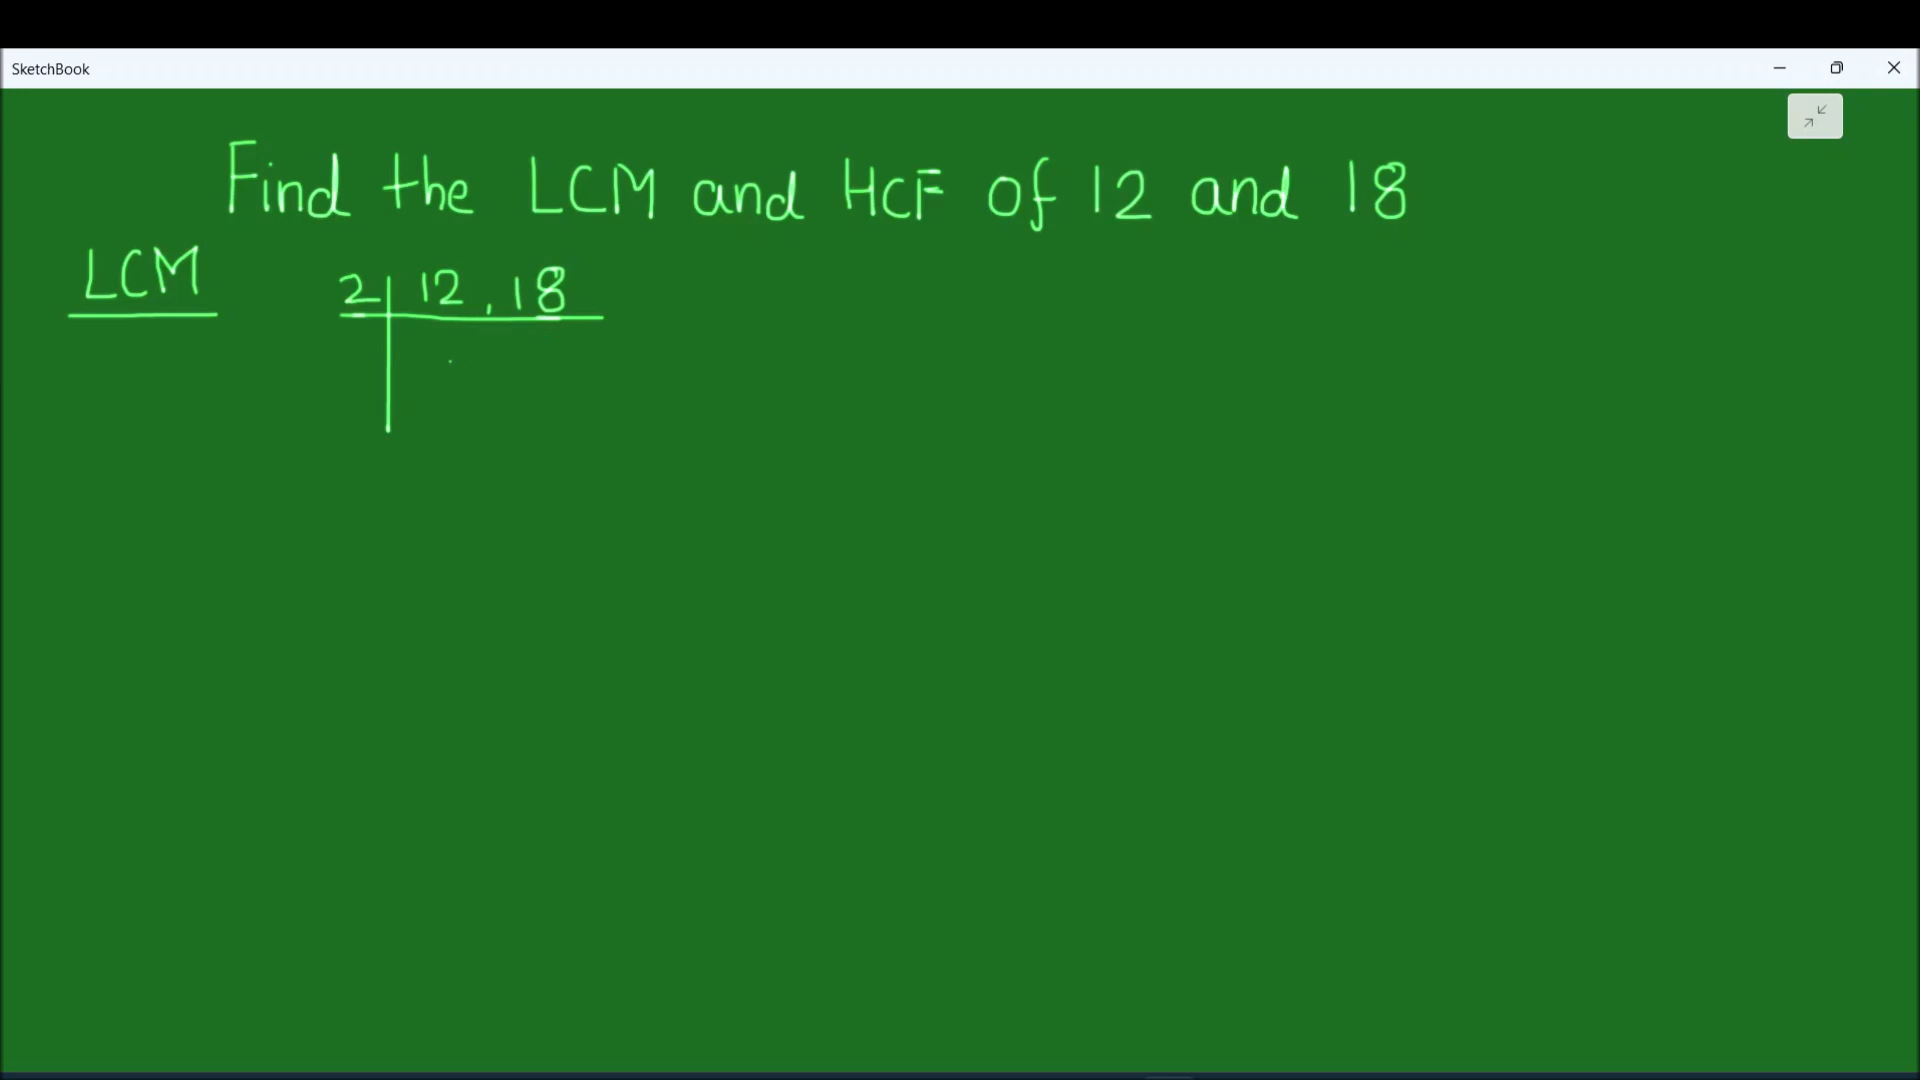 SketchBook
Find the LCM and HCF of 12 and 18
LCM
2 | 12 , 18